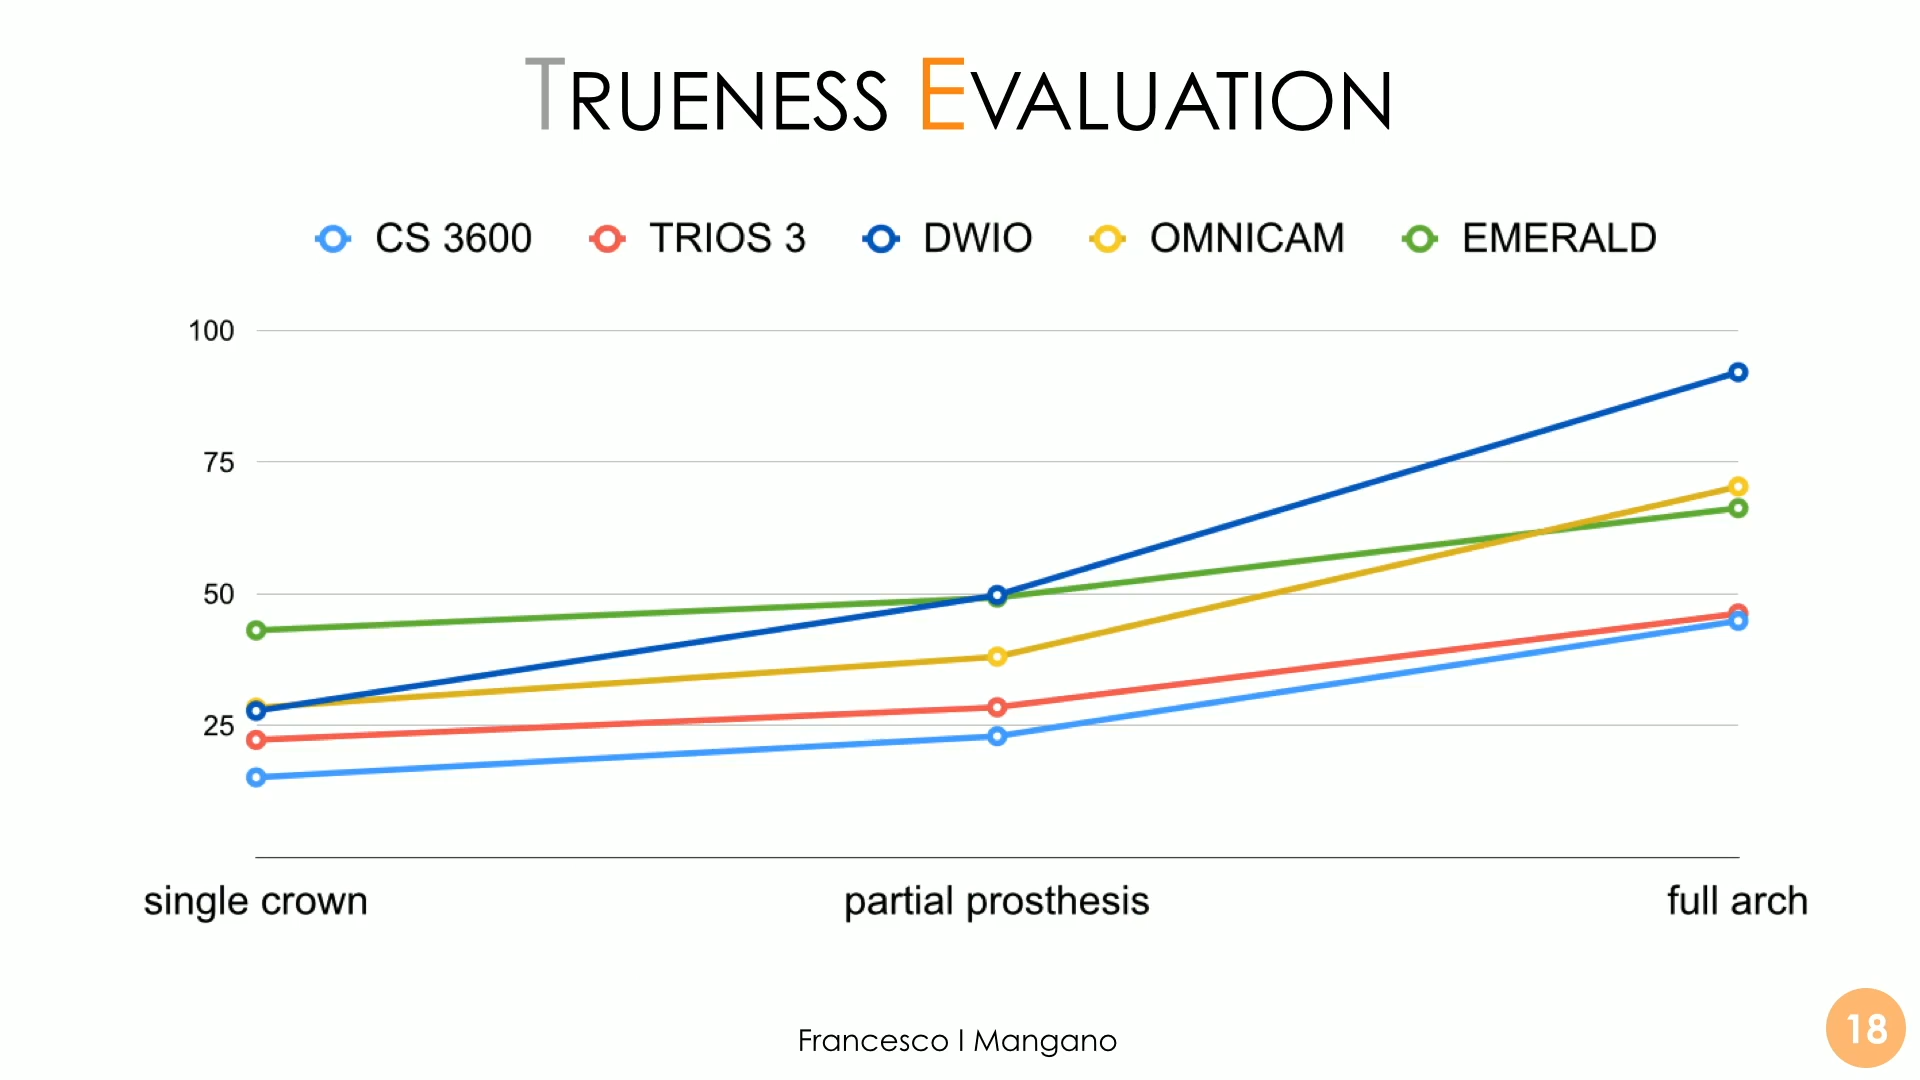 TRUENESS EVALUATION
CS 3600 TRIOS 3 DWIO OMNICAM EMERALD
100
75
50
25
single crown partial prosthesis full arch
Francesco I Mangano
18